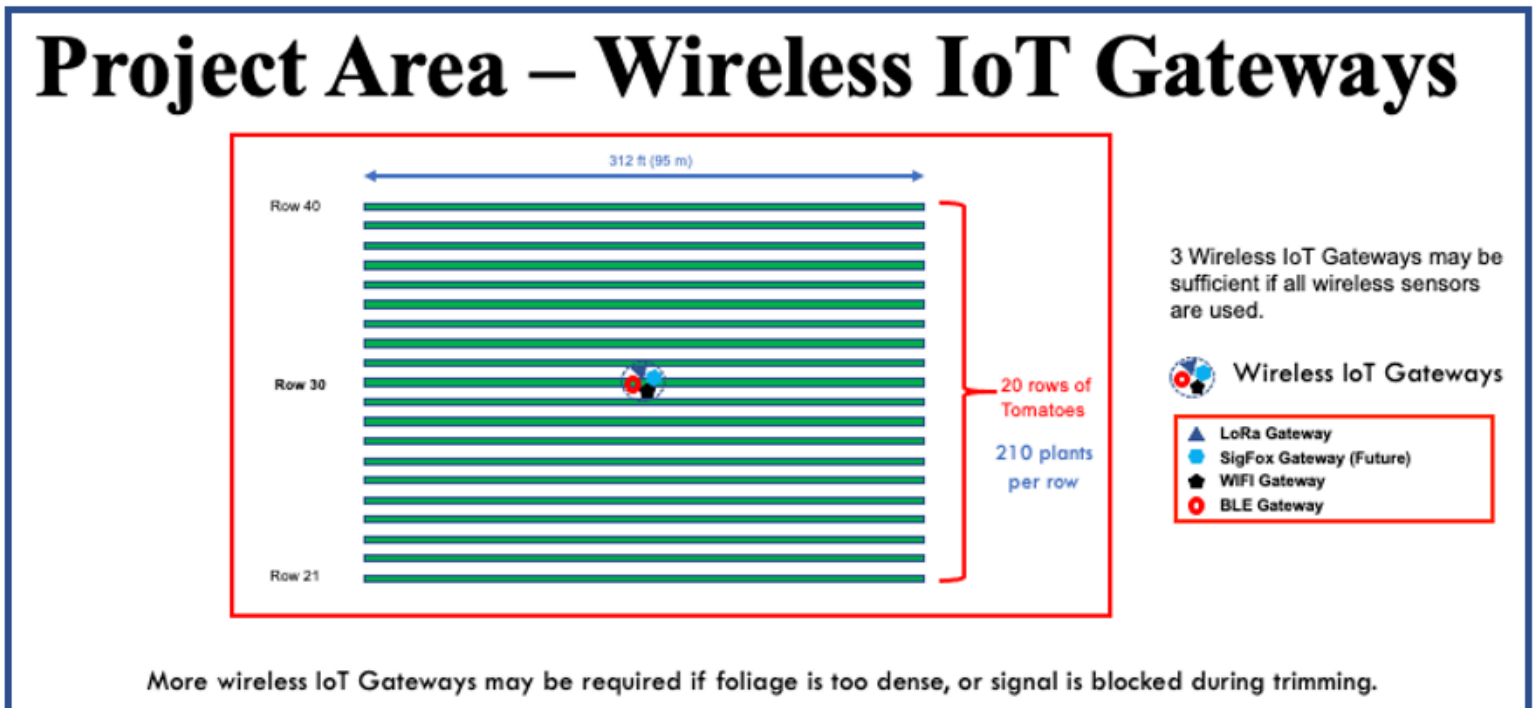 Project Area – Wireless IoT Gateways
312 ft (95 m)
Row 40
Row 30
Row 21
20 rows of
Tomatoes
210 plants
per row
3 Wireless IoT Gateways may be
sufficient if all wireless sensors
are used.
Wireless IoT Gateways
LoRa Gateway
SigFox Gateway (Future)
WIFI Gateway
BLE Gateway
More wireless IoT Gateways may be required if foliage is too dense, or signal is blocked during trimming.